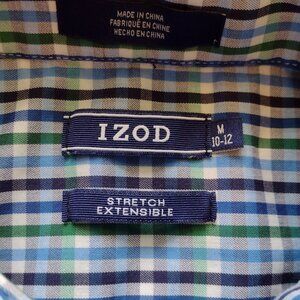 MADE IN CHINA
FABRIQUÉ EN CHINE
HECHO EN CHINA
IZOD
M
10-12
STRETCH
EXTENSIBLE